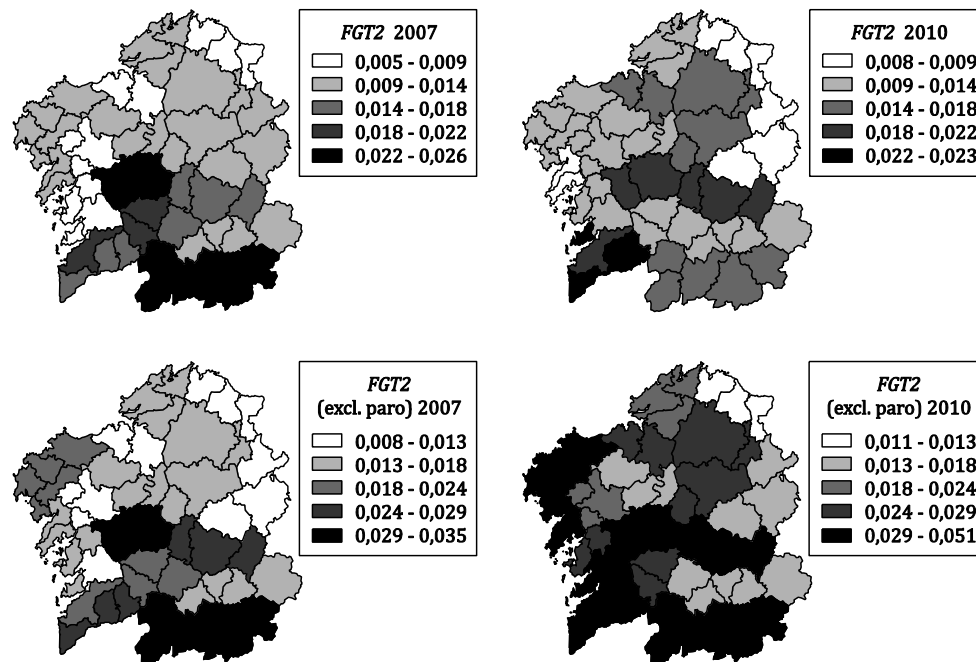 FGT2 2007
0,005 - 0,009
0,009 - 0,014
0,014 - 0,018
0,018 - 0,022
0,022 - 0,026
FGT2 2010
0,008 - 0,009
0,009 - 0,014
0,014 - 0,018
0,018 - 0,022
0,022 - 0,023
FGT2
(excl. paro) 2007
0,008 - 0,013
0,013 - 0,018
0,018 - 0,024
0,024 - 0,029
0,029 - 0,035
FGT2
(excl. paro) 2010
0,011 - 0,013
0,013 - 0,018
0,018 - 0,024
0,024 - 0,029
0,029 - 0,051